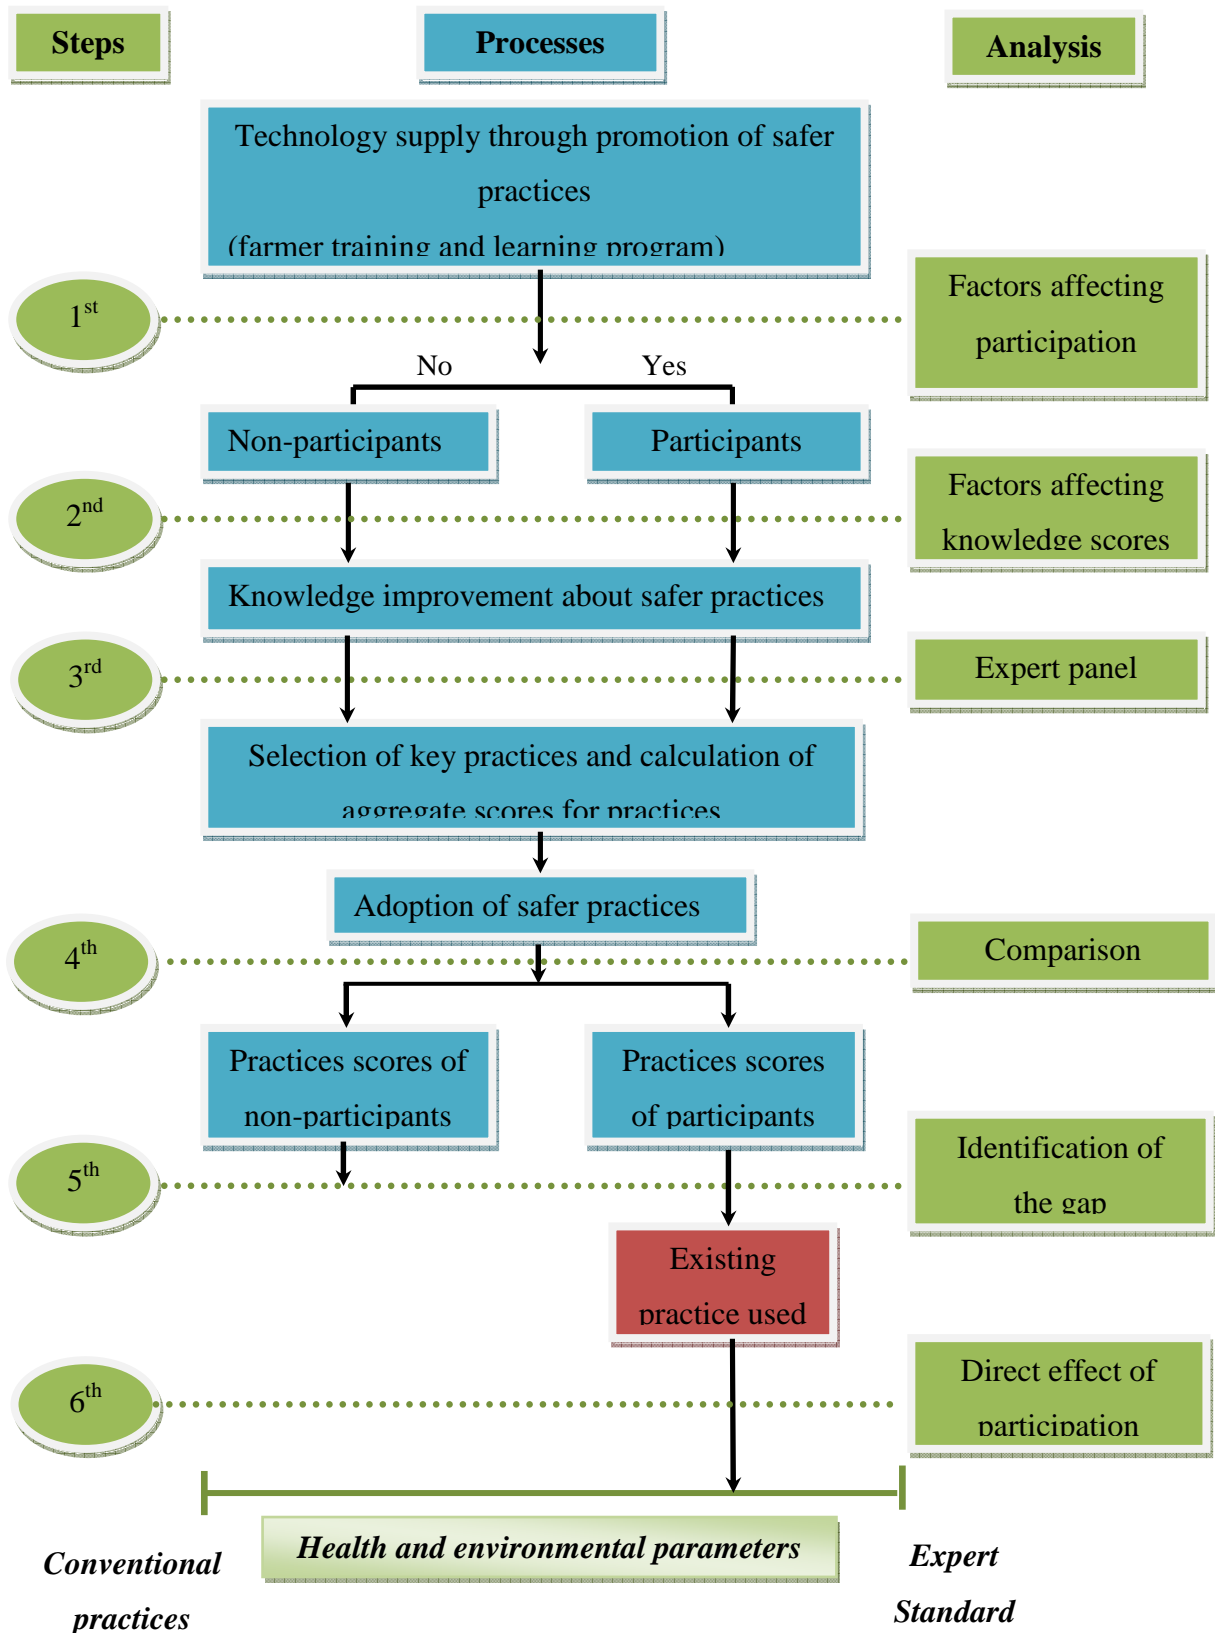 Steps
Processes
Analysis
Technology supply through promotion of safer
practices
(farmer training and learning program)
1st
Factors affecting
participation
No
Yes
Non-participants
Participants
2nd
Factors affecting
knowledge scores
Knowledge improvement about safer practices
3rd
Expert panel
Selection of key practices and calculation of
aggregate scores for practices
Adoption of safer practices
4th
Comparison
Practices scores of
non-participants
Practices scores
of participants
5th
Identification of
the gap
Existing
practice used
6th
Direct effect of
participation
Health and environmental parameters
Conventional
practices
Expert
Standard